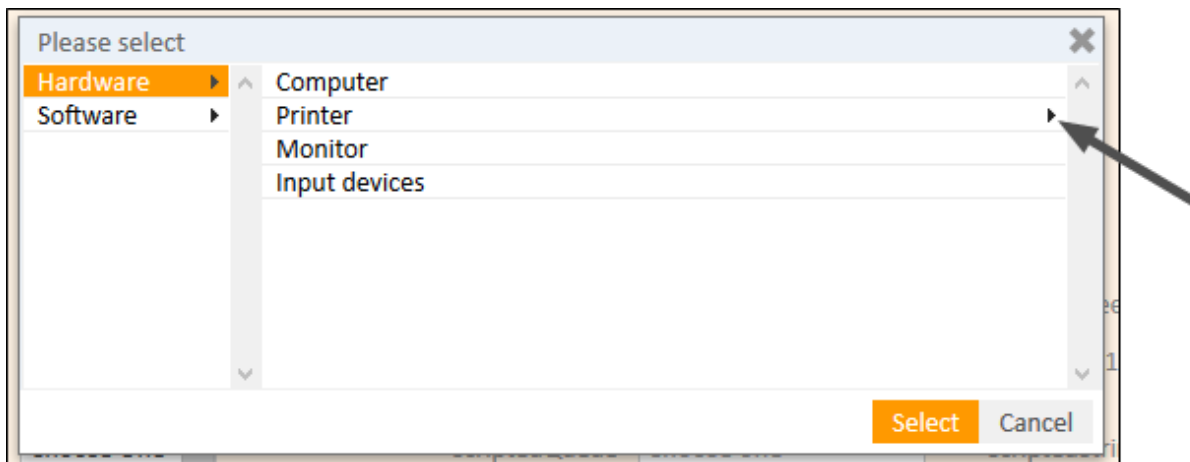 Please select
Hardware
Computer
Software
Printer
Monitor
Input devices
Select Cancel